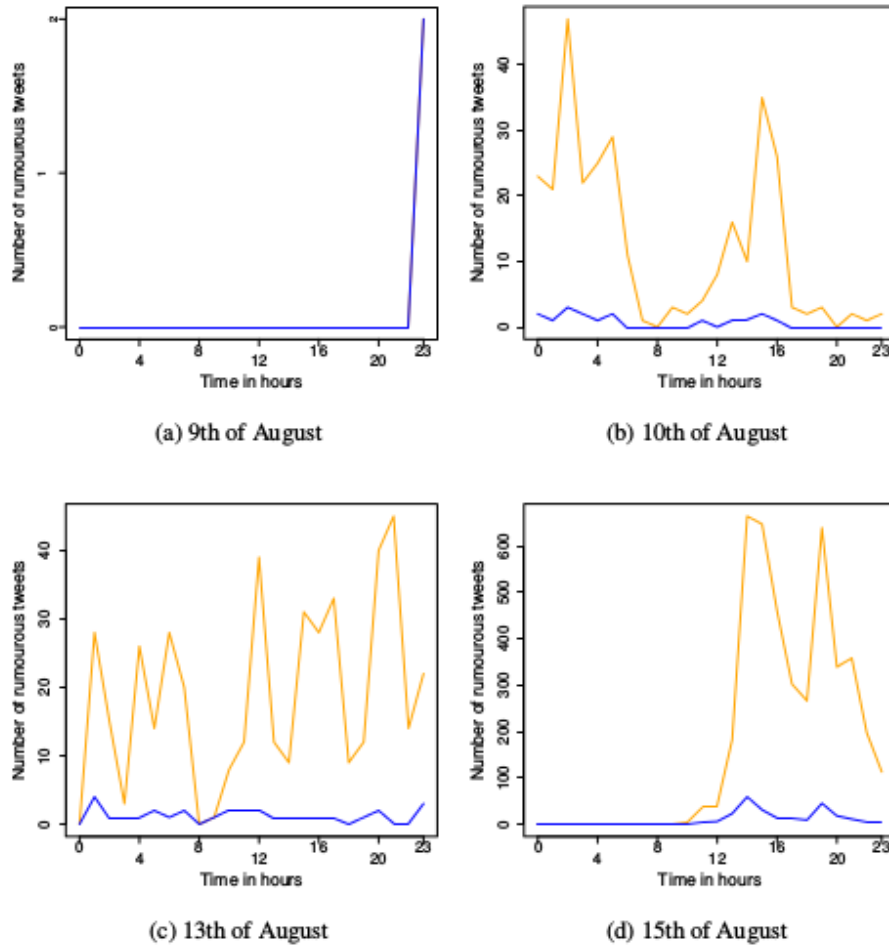 Number of rumourous tweets
2
1
0
0 4 8 12 16 20 23
Time in hours
(a) 9th of August
Number of rumourous tweets
40
30
20
10
0
0 4 8 12 16 20 23
Time in hours
(b) 10th of August
Number of rumourous tweets
40
30
20
10
0
0 4 8 12 16 20 23
Time in hours
(c) 13th of August
Number of rumourous tweets
600
500
400
300
200
100
0
0 4 8 12 16 20 23
Time in hours
(d) 15th of August